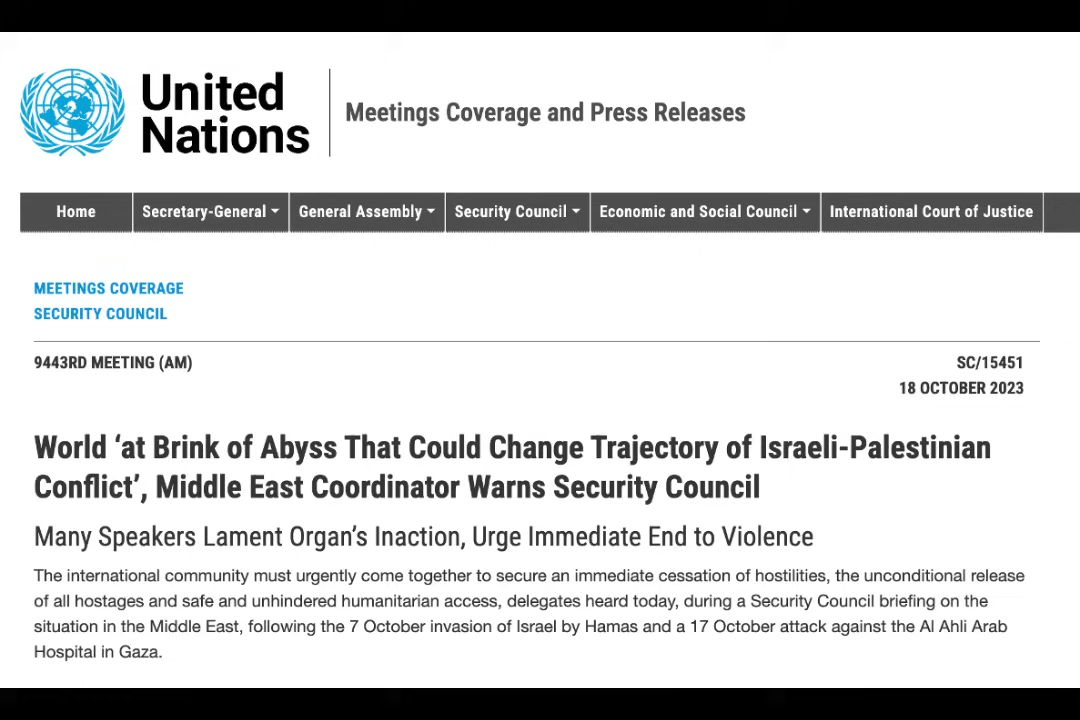 United
Nations
Meetings Coverage and Press Releases
Home
Secretary-General
General Assembly
Security Council
Economic and Social Council
International Court of Justice
MEETINGS COVERAGE
SECURITY COUNCIL
9443RD MEETING (AM)
SC/15451
18 OCTOBER 2023
World ‘at Brink of Abyss That Could Change Trajectory of Israeli-Palestinian
Conflict’, Middle East Coordinator Warns Security Council
Many Speakers Lament Organ’s Inaction, Urge Immediate End to Violence
The international community must urgently come together to secure an immediate cessation of hostilities, the unconditional release
of all hostages and safe and unhindered humanitarian access, delegates heard today, during a Security Council briefing on the
situation in the Middle East, following the 7 October invasion of Israel by Hamas and a 17 October attack against the Al Ahli Arab
Hospital in Gaza.